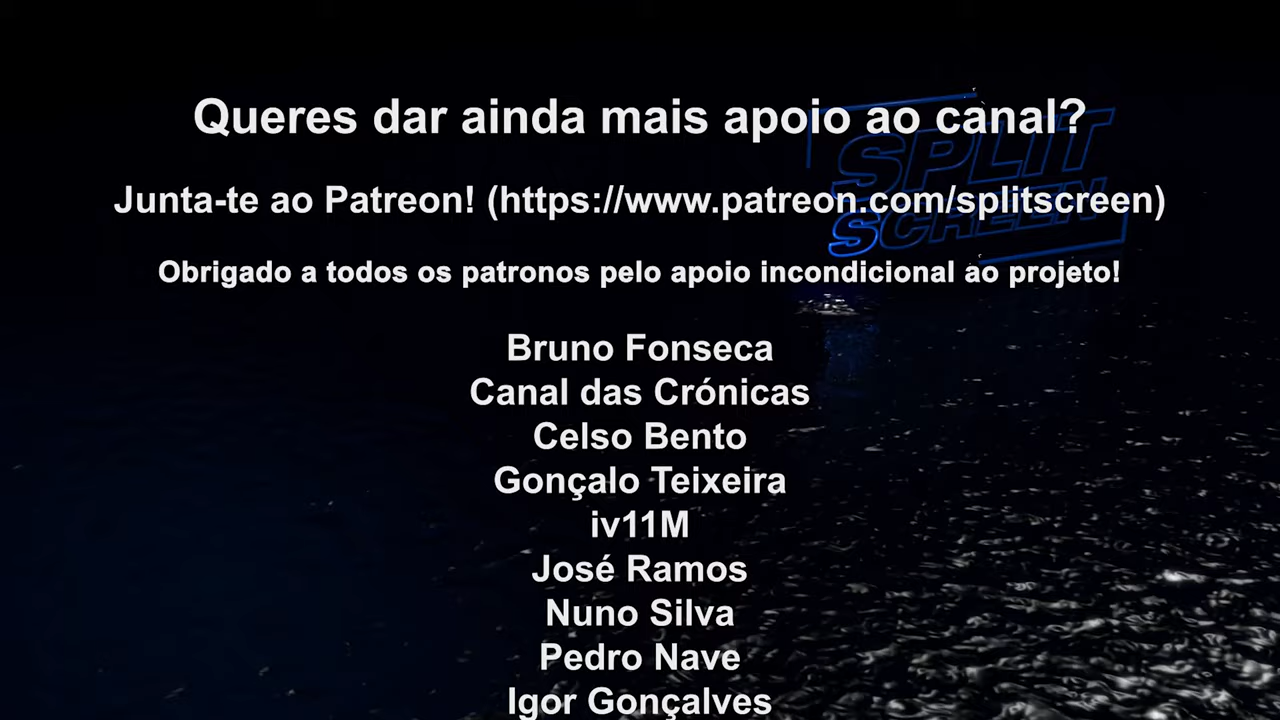 Queres dar ainda mais apoio ao canal?
SPLIT
SCREEN
Junta-te ao Patreon! (https://www.patreon.com/splitscreen)
Obrigado a todos os patronos pelo apoio incondicional ao projeto!
Bruno Fonseca
Canal das Crónicas
Celso Bento
Gonçalo Teixeira
iv11M
José Ramos
Nuno Silva
Pedro Nave
Igor Gonçalves